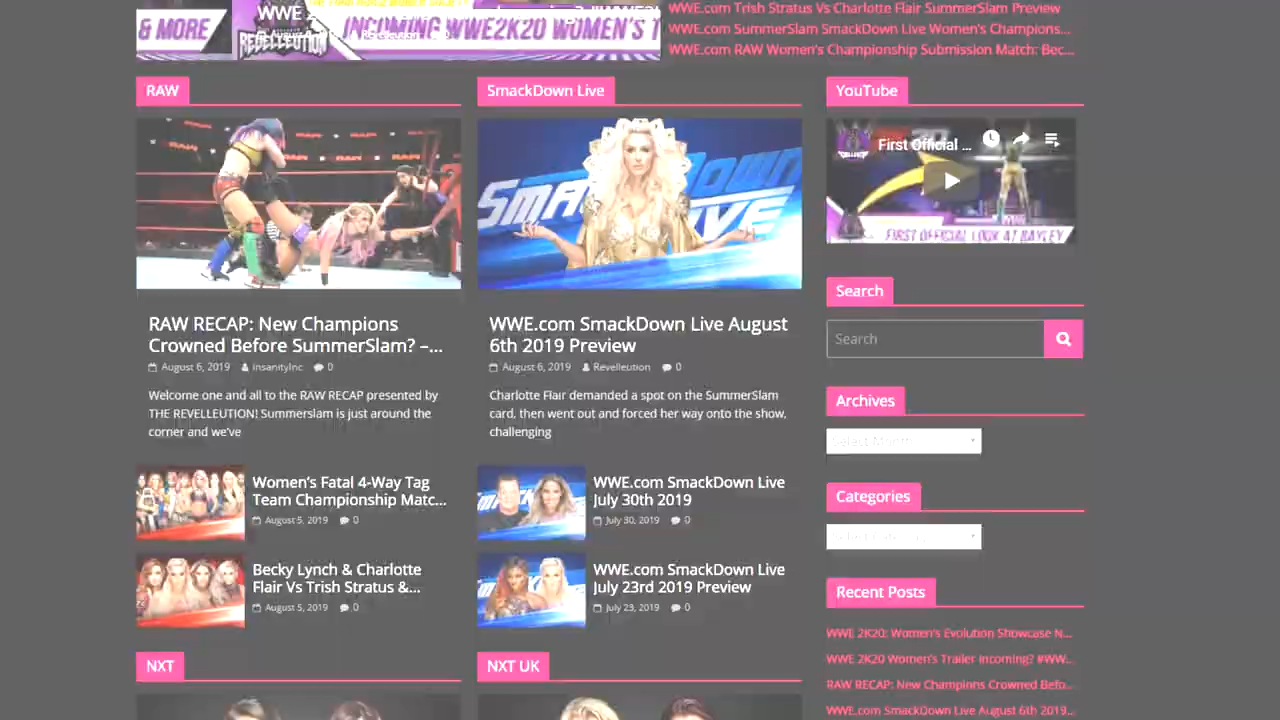 & MORE
REVELLEUTION
INCOMING WWE2K20 WOMEN'S T
WWE.com Trish Stratus Vs Charlotte Flair SummerSlam Preview
WWE.com SummerSlam SmackDown Live Women's Champions...
WWE.com RAW Women's Championship Submission Match: Bec...
RAW
RAW RECAP: New Champions
Crowned Before SummerSlam? –...
August 6, 2019 InsanityInc 0
Welcome one and all to the RAW RECAP presented by
THE REVELLEUTION! Summerslam is just around the
corner and we've
Women's Fatal 4-Way Tag
Team Championship Matc...
August 5, 2019 0
Becky Lynch & Charlotte
Flair Vs Trish Stratus &...
August 5, 2019 0
NXT
SmackDown Live
WWE.com SmackDown Live August
6th 2019 Preview
August 6, 2019 Revelleution 0
Charlotte Flair demanded a spot on the SummerSlam
card, then went out and forced her way onto the show,
challenging
WWE.com SmackDown Live
July 30th 2019
July 30, 2019 0
WWE.com SmackDown Live
July 23rd 2019 Preview
July 23, 2019 0
NXT UK
YouTube
First Official ...
FIRST OFFICIAL LOOK AT BAYLEY
Search
Search
Archives
Select Month
Categories
Select Category
Recent Posts
WWE 2K20: Women's Evolution Showcase N...
WWE 2K20 Women's Trailer Incoming? #WW...
RAW RECAP: New Champions Crowned Befo...
WWE.com SmackDown Live August 6th 2019...